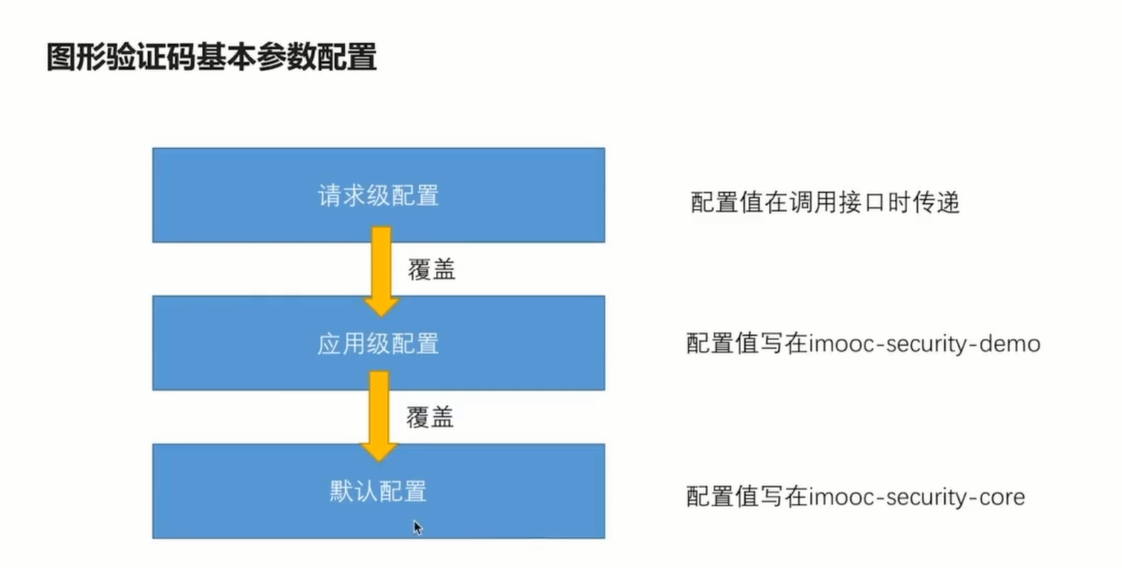 图形验证码基本参数配置
请求级配置
配置值在调用接口时传递
覆盖
应用级配置
配置值写在imooc-security-demo
覆盖
默认配置
配置值写在imooc-security-core